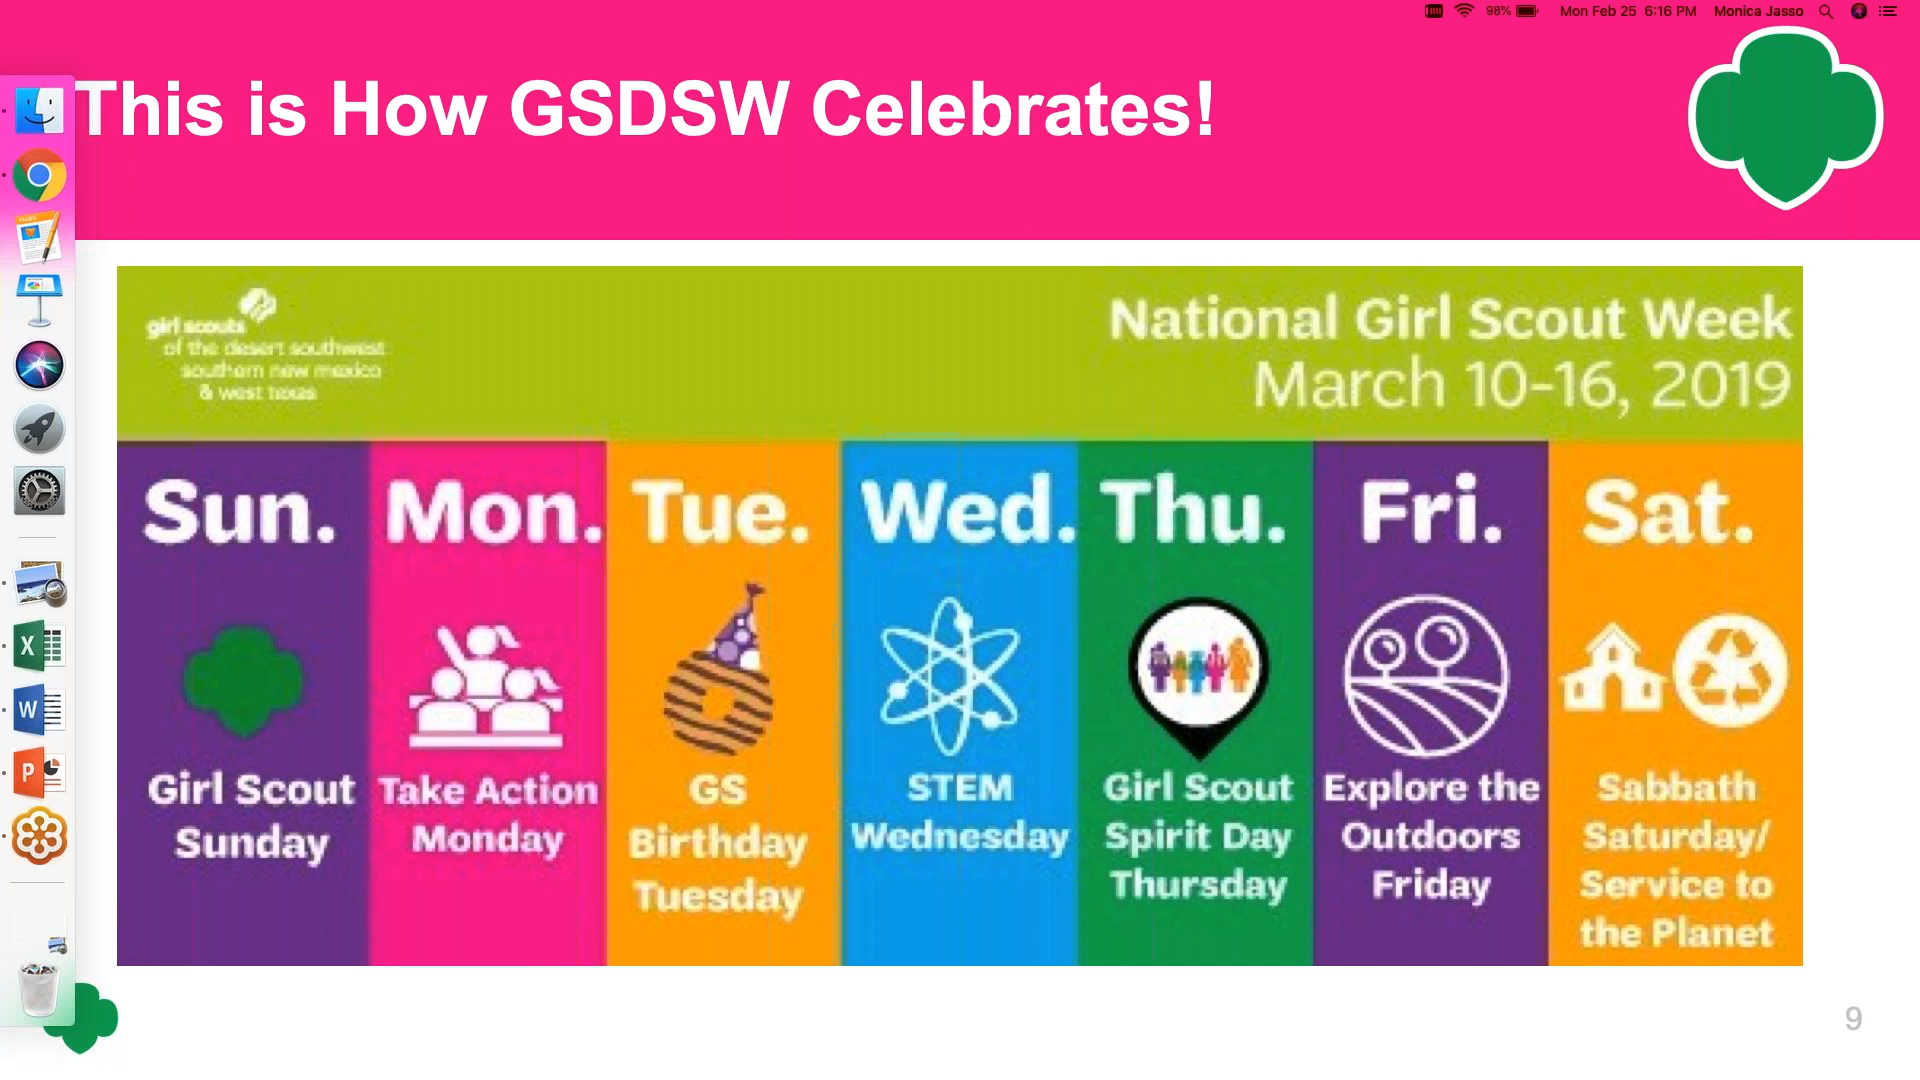 98% Mon Feb 25 6:16 PM Monica Jasso
This is How GSDSW Celebrates!
girl scouts
of the desert southwest
southern new mexico
& west texas
National Girl Scout Week
March 10-16, 2019
Sun.
Girl Scout
Sunday
Mon.
Take Action
Monday
Tue.
GS
Birthday
Tuesday
Wed.
STEM
Wednesday
Thu.
Girl Scout
Spirit Day
Thursday
Fri.
Explore the
Outdoors
Friday
Sat.
Sabbath
Saturday/
Service to
the Planet
X
W
P
9